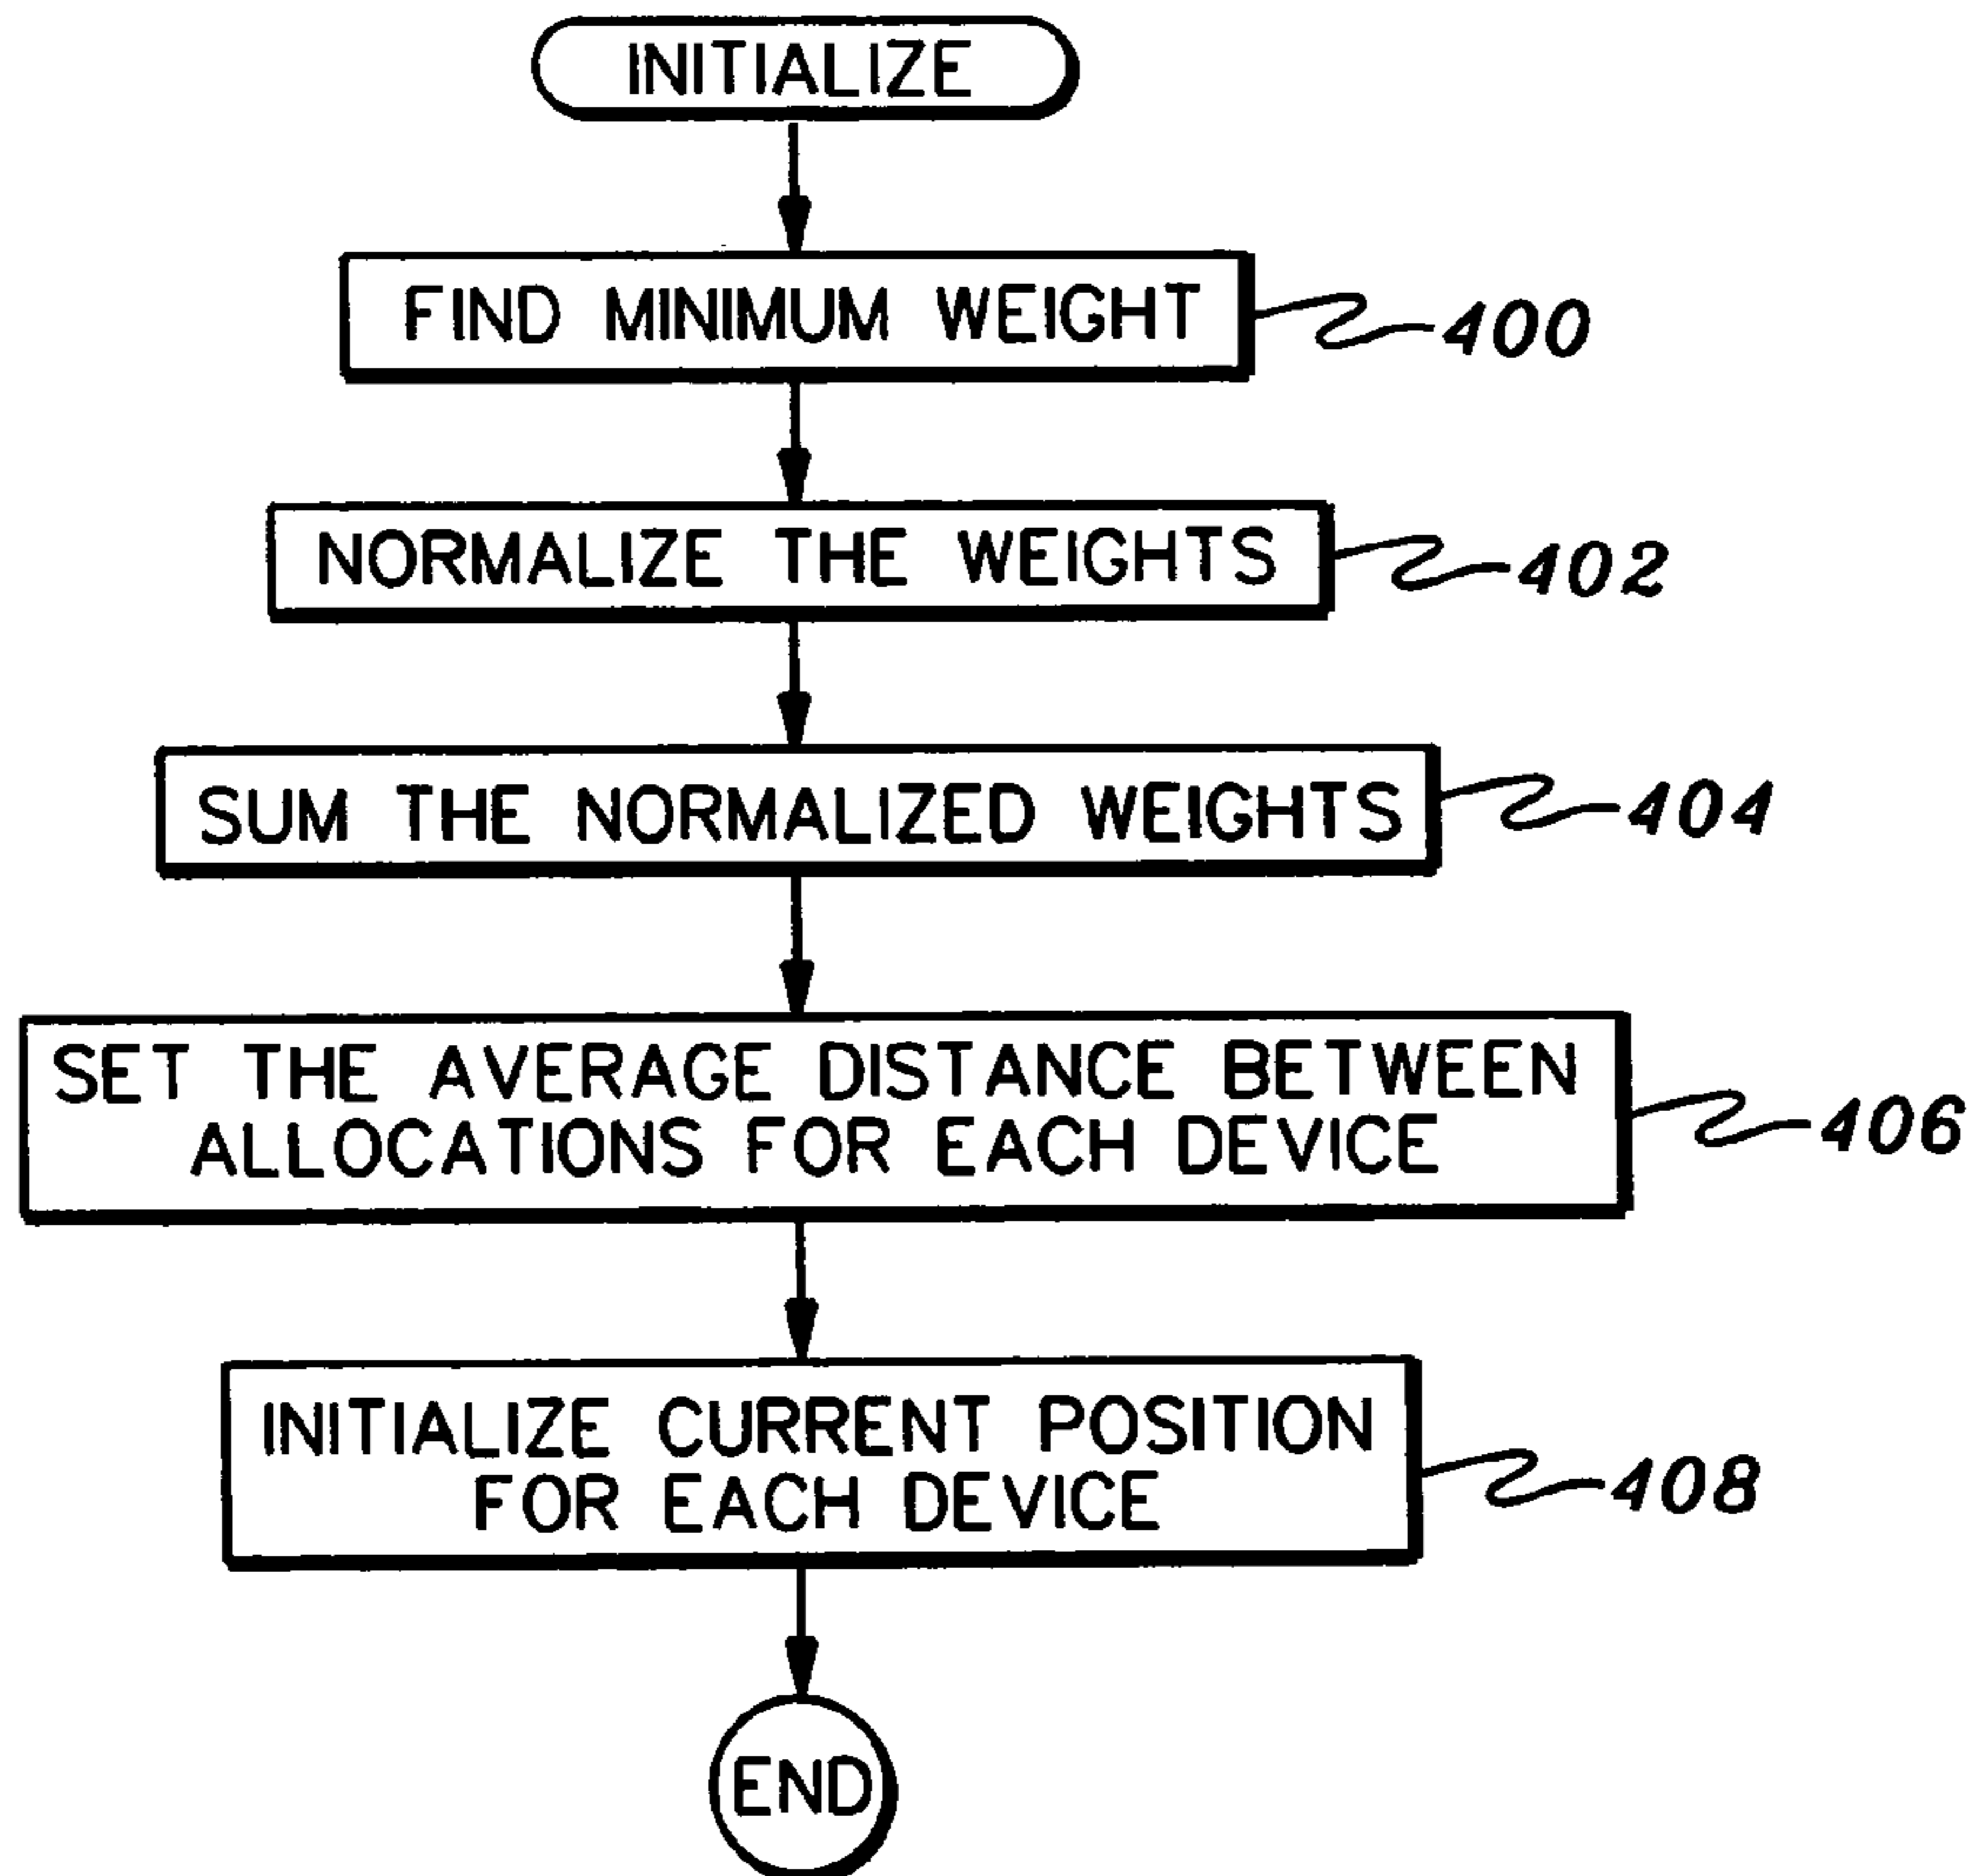 INITIALIZE
FIND MINIMUM WEIGHT
400
NORMALIZE THE WEIGHTS
402
SUM THE NORMALIZED WEIGHTS
404
SET THE AVERAGE DISTANCE BETWEEN
ALLOCATIONS FOR EACH DEVICE
406
INITIALIZE CURRENT POSITION
FOR EACH DEVICE
408
END